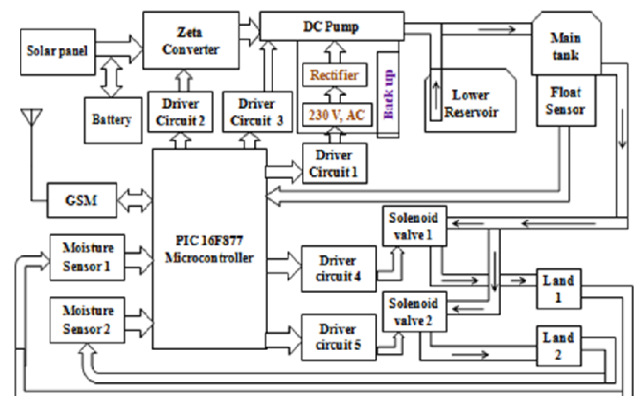 Solar panel
Zeta
Converter
DC Pump
Main
tank
Battery
Driver
Circuit 2
Driver
Circuit 3
Rectifier
230 V, AC
Back up
Lower
Reservoir
Float
Sensor
Driver
Circuit 1
GSM
PIC 16F877
Microcontroller
Moisture
Sensor 1
Moisture
Sensor 2
Driver
circuit 4
Driver
circuit 5
Solenoid
valve 1
Solenoid
valve 2
Land
1
Land
2